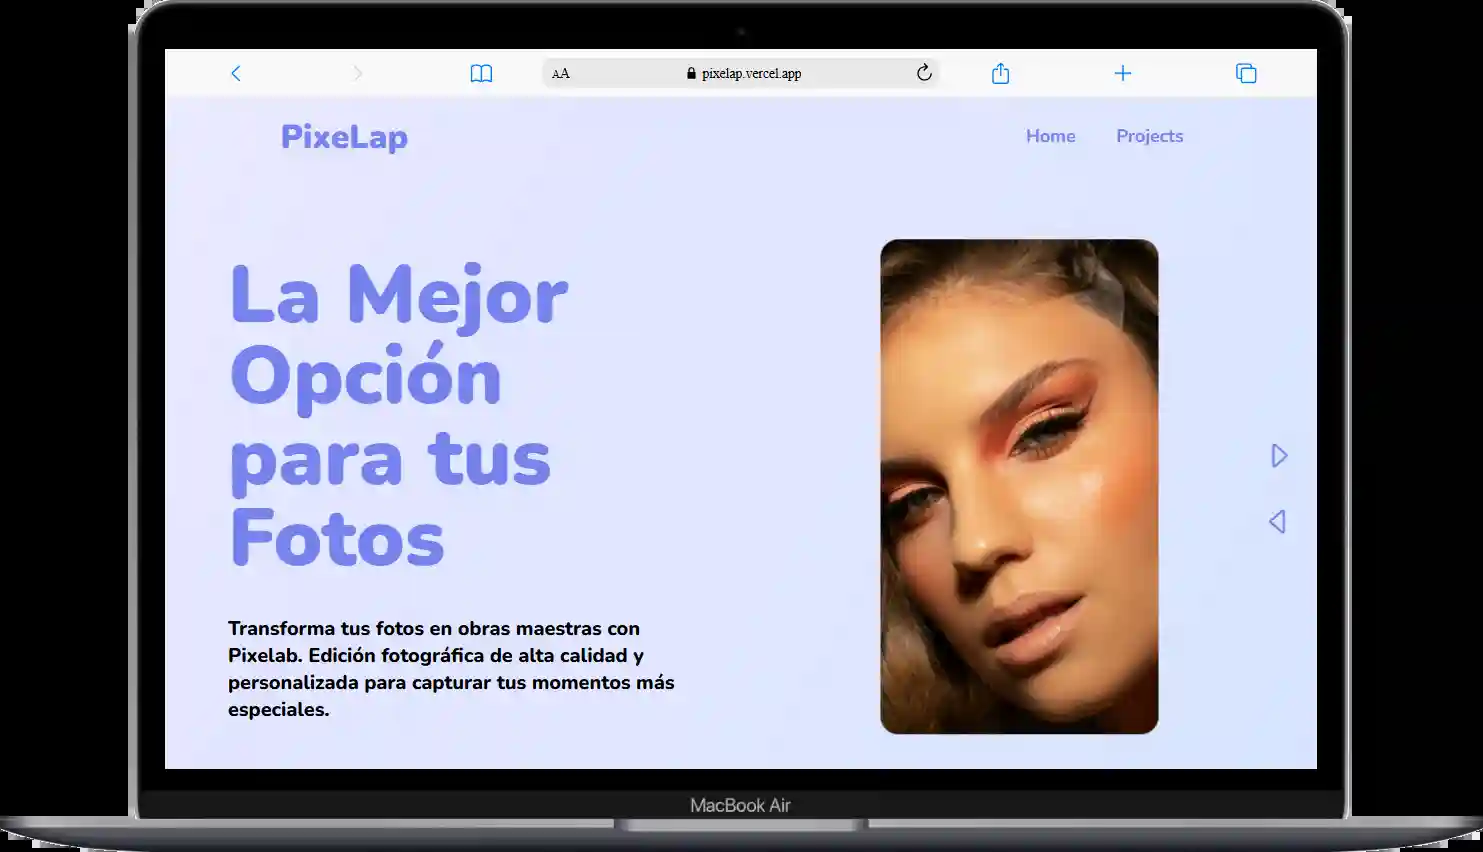 AA
pixelap.vercel.app
PixeLap
Home
Projects
La Mejor
Opción
para tus
Fotos
Transforma tus fotos en obras maestras con
Pixelab. Edición fotográfica de alta calidad y
personalizada para capturar tus momentos más
especiales.
MacBook Air